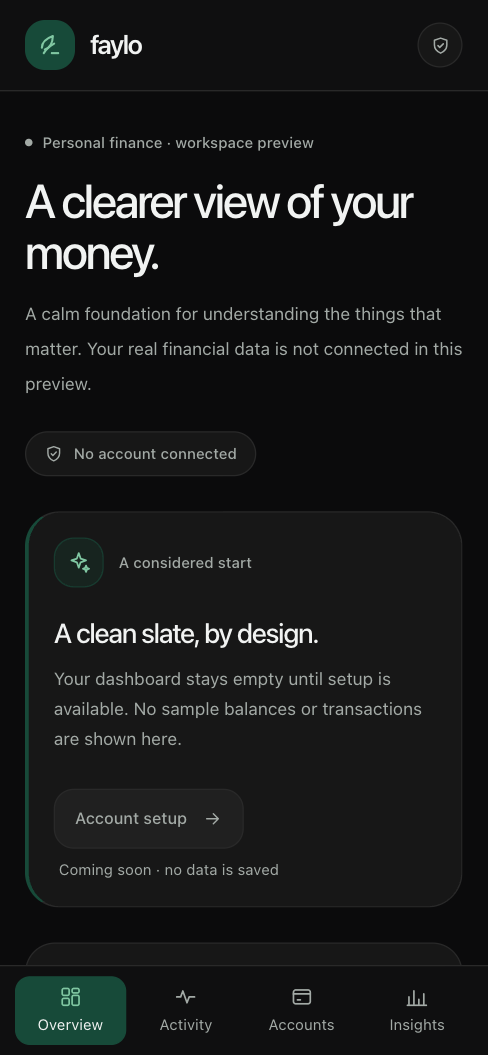 faylo
Personal finance · workspace preview
A clearer view of your
money.
A calm foundation for understanding the things that
matter. Your real financial data is not connected in this
preview.
No account connected
A considered start
A clean slate, by design.
Your dashboard stays empty until setup is
available. No sample balances or transactions
are shown here.
Account setup
Coming soon · no data is saved
Overview
Activity
Accounts
Insights